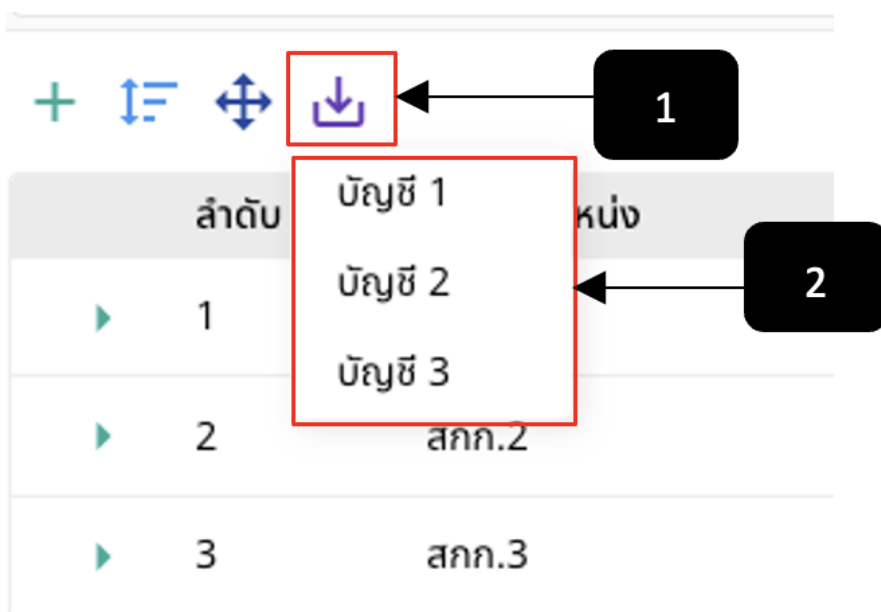 1
บัญชี 1
ลำดับ หน่ง
บัญชี 2
2
1
บัญชี 3
2 สกก.2
3 สกก.3